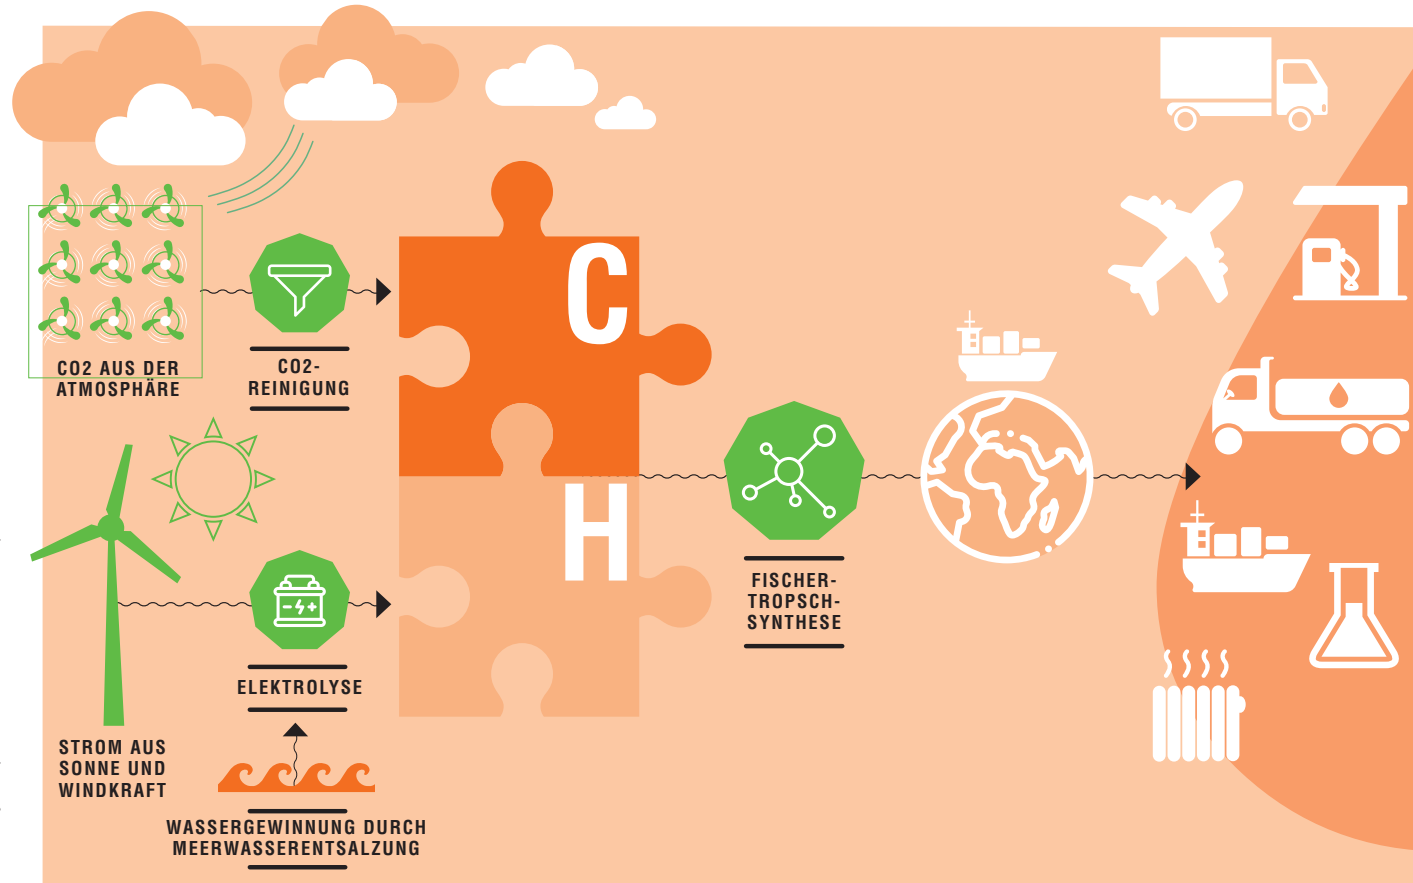 C
CO2 AUS DER
ATMOSPHÄRE
CO2-
REINIGUNG
H
FISCHER-
TROPSCH-
SYNTHESE
ELEKTROLYSE
STROM AUS
SONNE UND
WINDKRAFT
WASSERGEWINNUNG DURCH
MEERWASSERENTSALZUNG